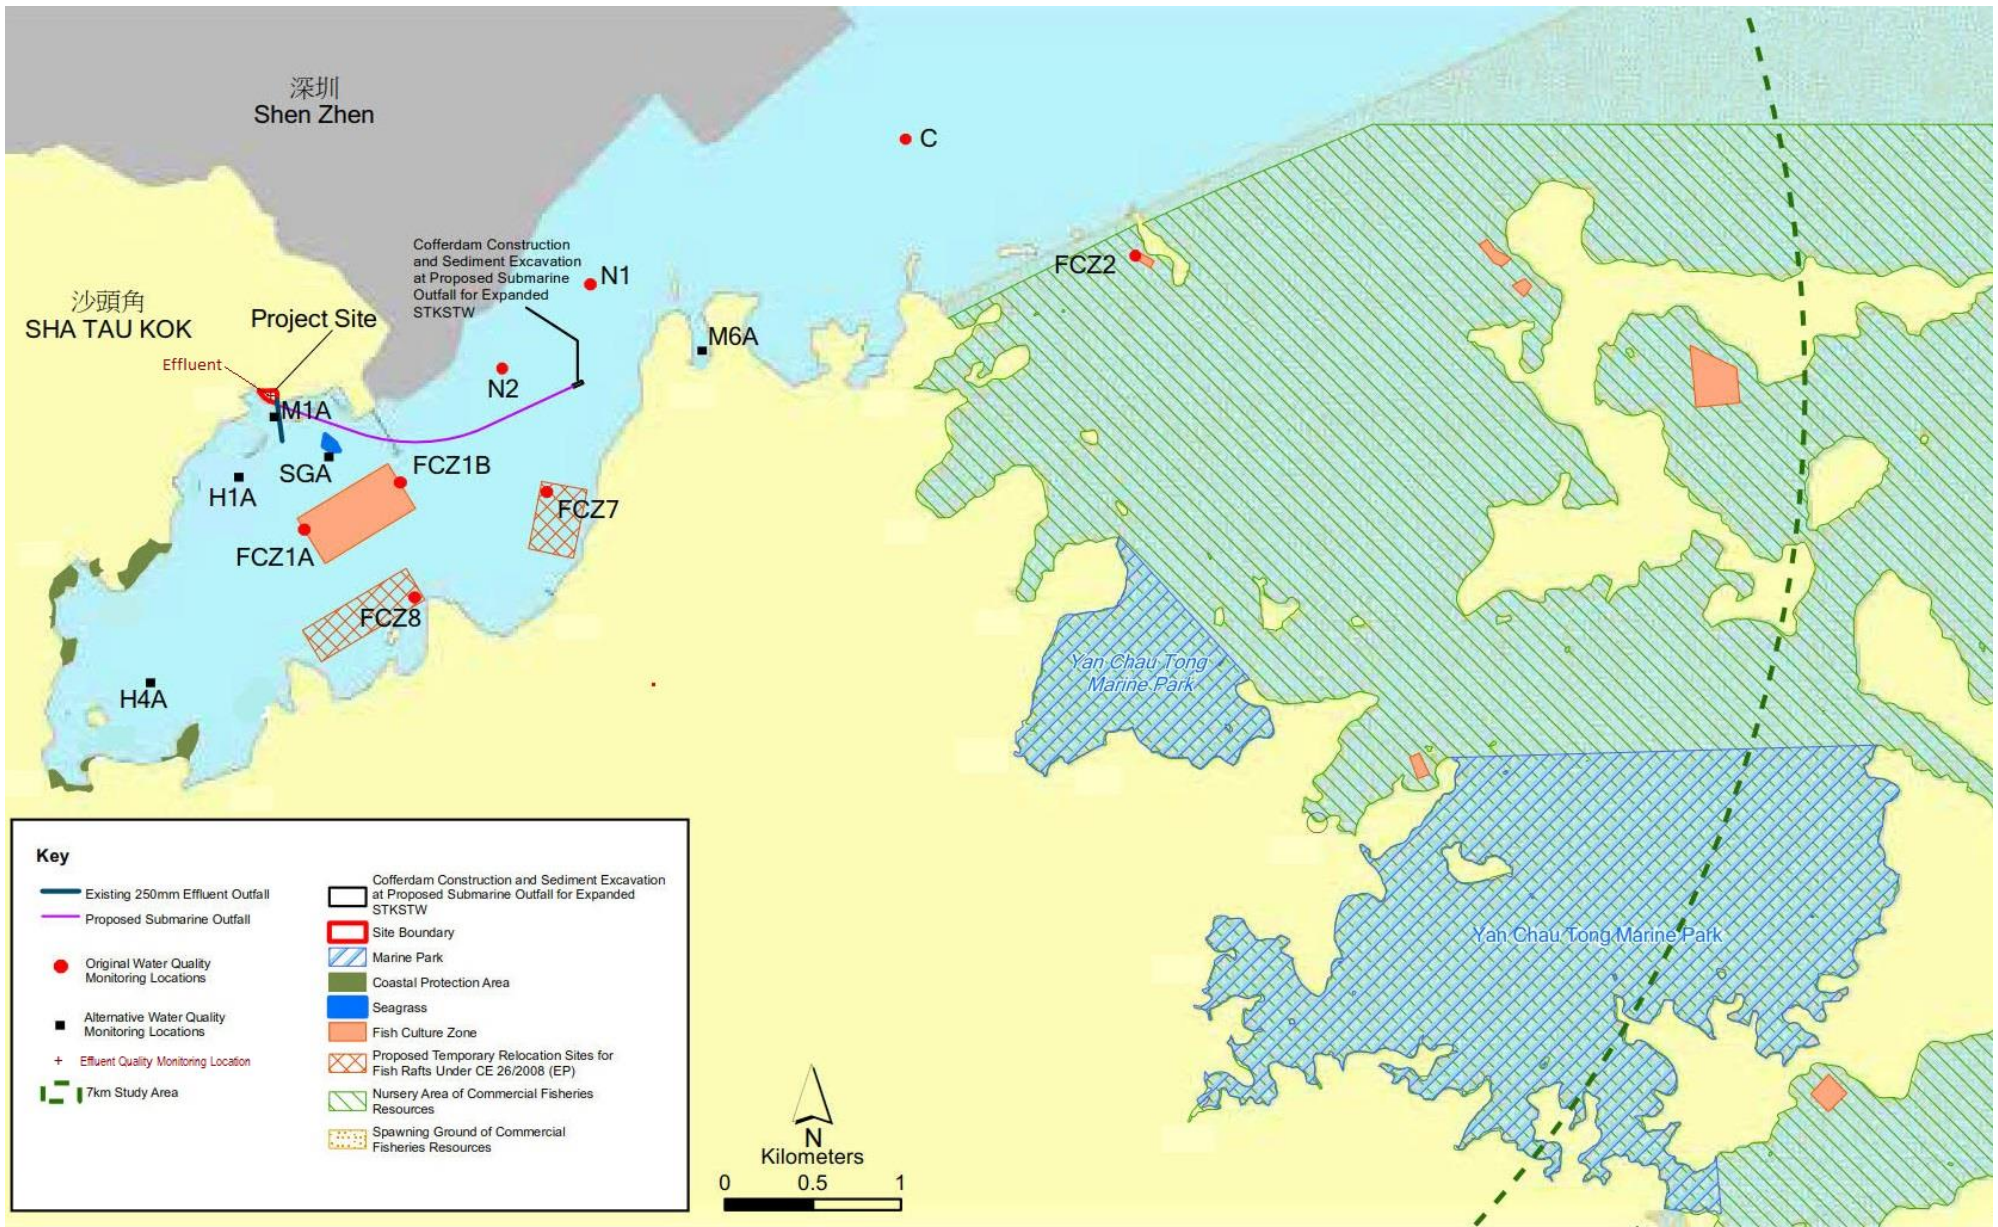 深圳
Shen Zhen
C
Cofferdam Construction
and Sediment Excavation
at Proposed Submarine
Outfall for Expanded
STKSTW
N1
FCZ2
沙頭角
SHA TAU KOK
Project Site
Effluent
M6A
N2
M1A
SGA
FCZ1B
H1A
FCZ7
FCZ1A
FCZ8
H4A
Yan Chau Tong
Marine Park
Yan Chau Tong Marine Park
Key
Existing 250mm Effluent Outfall
Proposed Submarine Outfall
Original Water Quality
Monitoring Locations
Alternative Water Quality
Monitoring Locations
Effluent Quality Monitoring Location
7km Study Area
Cofferdam Construction and Sediment Excavation
at Proposed Submarine Outfall for Expanded
STKSTW
Site Boundary
Marine Park
Coastal Protection Area
Seagrass
Fish Culture Zone
Proposed Temporary Relocation Sites for
Fish Rafts Under CE 26/2008 (EP)
Nursery Area of Commercial Fisheries
Resources
Spawning Ground of Commercial
Fisheries Resources
N
Kilometers
0 0.5 1